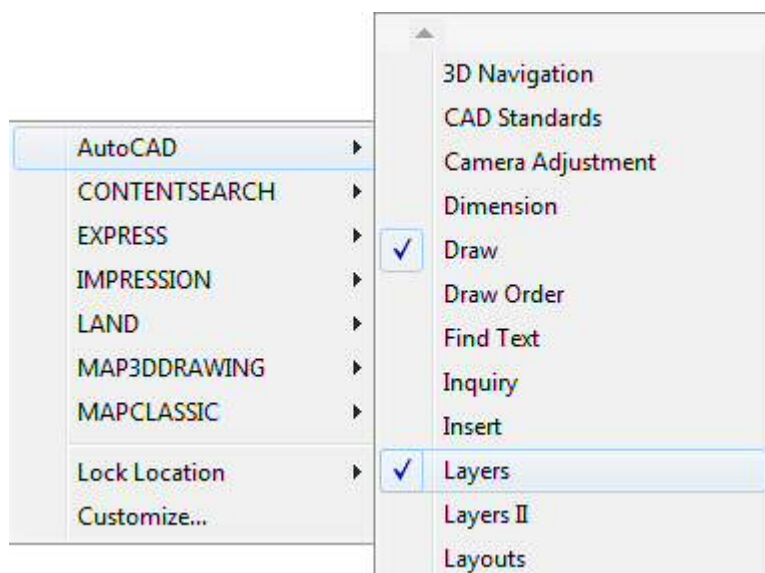 AutoCAD
CONTENTSEARCH
EXPRESS
IMPRESSION
LAND
MAP3DDRAWING
MAPCLASSIC
Lock Location
Customize...
3D Navigation
CAD Standards
Camera Adjustment
Dimension
Draw
Draw Order
Find Text
Inquiry
Insert
Layers
Layers II
Layouts